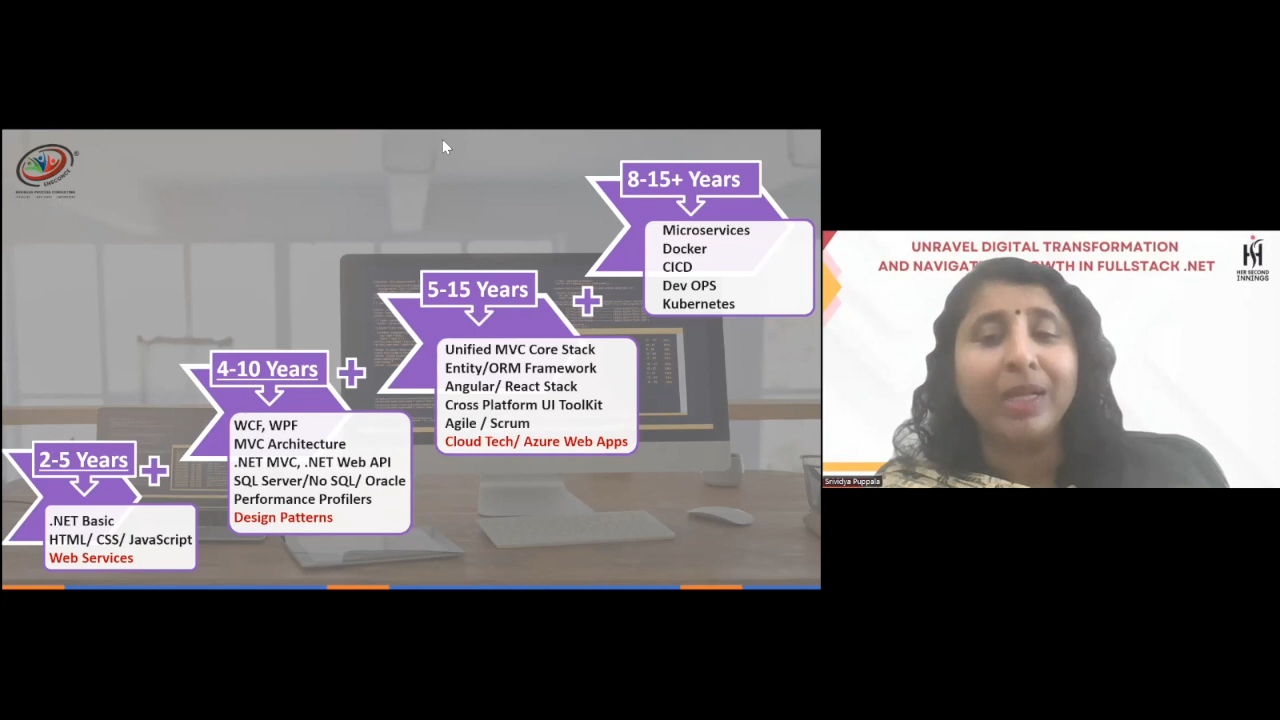 8-15+ Years
Microservices
Docker
CICD
Dev OPS
Kubernetes
5-15 Years
Unified MVC Core Stack
Entity/ORM Framework
Angular/ React Stack
Cross Platform UI ToolKit
Agile / Scrum
Cloud Tech/ Azure Web Apps
4-10 Years
WCF, WPF
MVC Architecture
.NET MVC, .NET Web API
SQL Server/No SQL/ Oracle
Performance Profilers
Design Patterns
2-5 Years
.NET Basic
HTML/ CSS/ JavaScript
Web Services
UNRAVEL DIGITAL TRANSFORMATION
AND IN FULLSTACK .NET
HER SECOND
INNINGS
Srividya Puppala